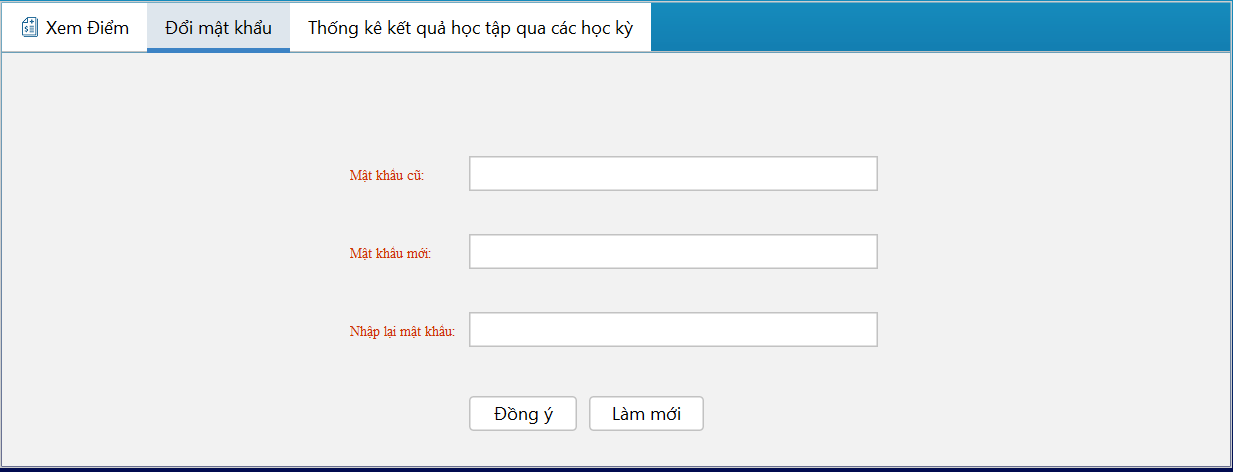 Xem Điểm Đổi mật khẩu Thống kê kết quả học tập qua các học kỳ
Mật khẩu cũ:
Mật khẩu mới:
Nhập lại mật khẩu:
Đồng ý Làm mới